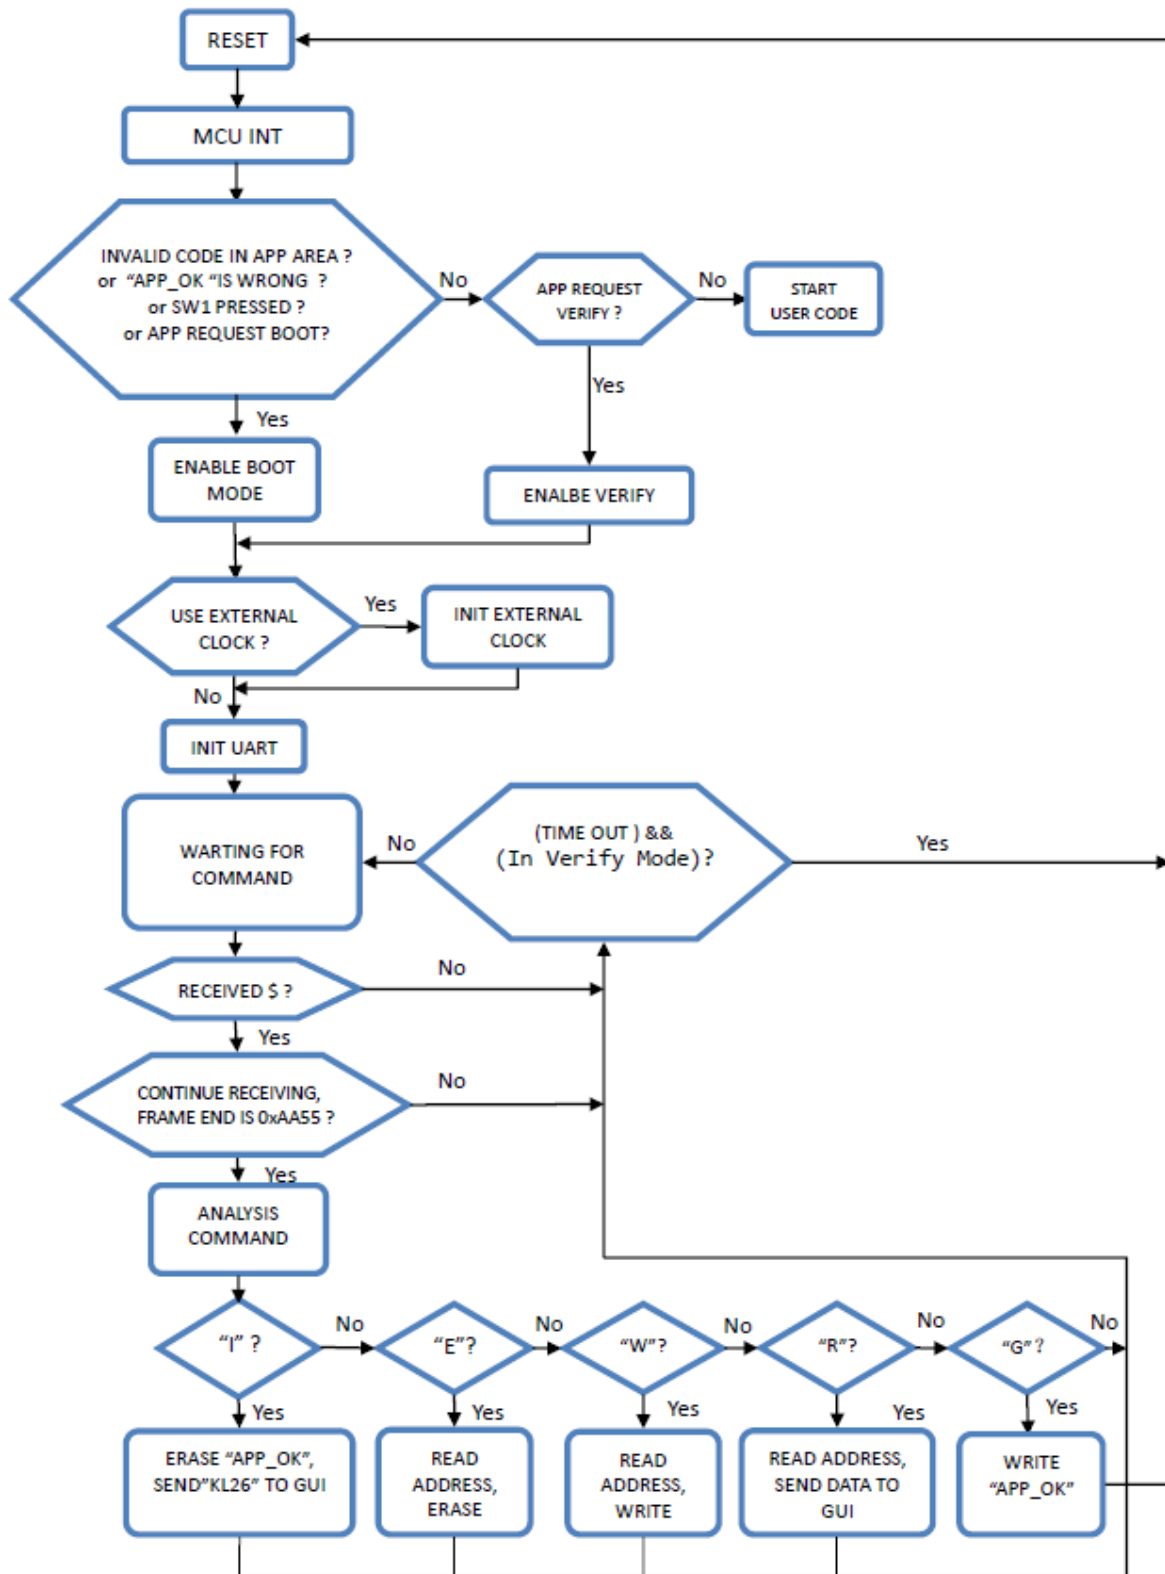 RESET
MCU INT
INVALID CODE IN APP AREA ?
or “APP_OK “IS WRONG ?
or SW1 PRESSED ?
or APP REQUEST BOOT?
No
APP REQUEST
VERIFY ?
No
START
USER CODE
Yes
Yes
ENABLE BOOT
MODE
ENALBE VERIFY
USE EXTERNAL
CLOCK ?
Yes
INIT EXTERNAL
CLOCK
No
INIT UART
WARTING FOR
COMMAND
No
(TIME OUT ) &&
(In Verify Mode)?
Yes
RECEIVED $ ?
No
Yes
CONTINUE RECEIVING,
FRAME END IS 0xAA55 ?
No
Yes
ANALYSIS
COMMAND
“I” ?
No
“E”?
No
“W”?
No
“R”?
No
“G”?
No
Yes
Yes
Yes
Yes
Yes
ERASE “APP_OK”,
SEND”KL26” TO GUI
READ
ADDRESS,
ERASE
READ
ADDRESS,
WRITE
READ ADDRESS,
SEND DATA TO
GUI
WRITE
“APP_OK”